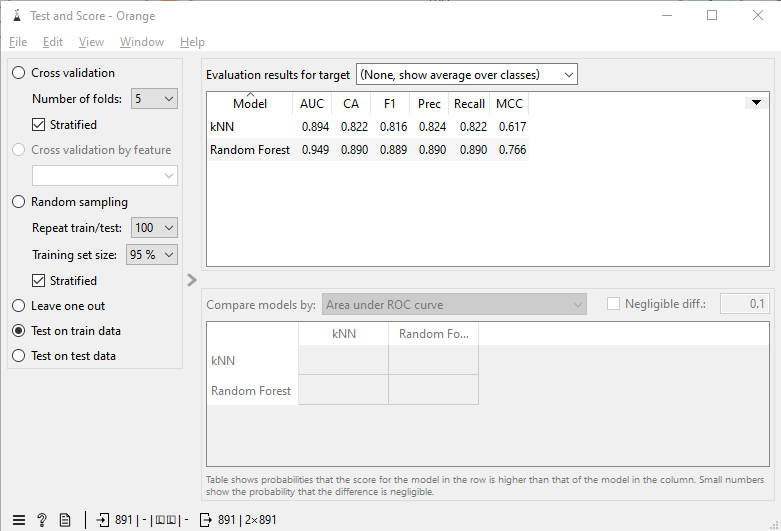 Test and Score - Orange
File Edit View Window Help
Cross validation
Number of folds: 5
Stratified
Cross validation by feature
Random sampling
Repeat train/test: 100
Training set size: 95 %
Stratified
Leave one out
Test on train data
Test on test data
Evaluation results for target (None, show average over classes)
Model AUC CA F1 Prec Recall MCC
kNN 0.894 0.822 0.816 0.824 0.822 0.617
Random Forest 0.949 0.890 0.889 0.890 0.890 0.766
Compare models by: Area under ROC curve Negligible diff.: 0.1
kNN Random Fo...
kNN
Random Forest
Table shows probabilities that the score for the model in the row is higher than that of the model in the column. Small numbers
show the probability that the difference is negligible.
891 | - | - 891 | 2×891